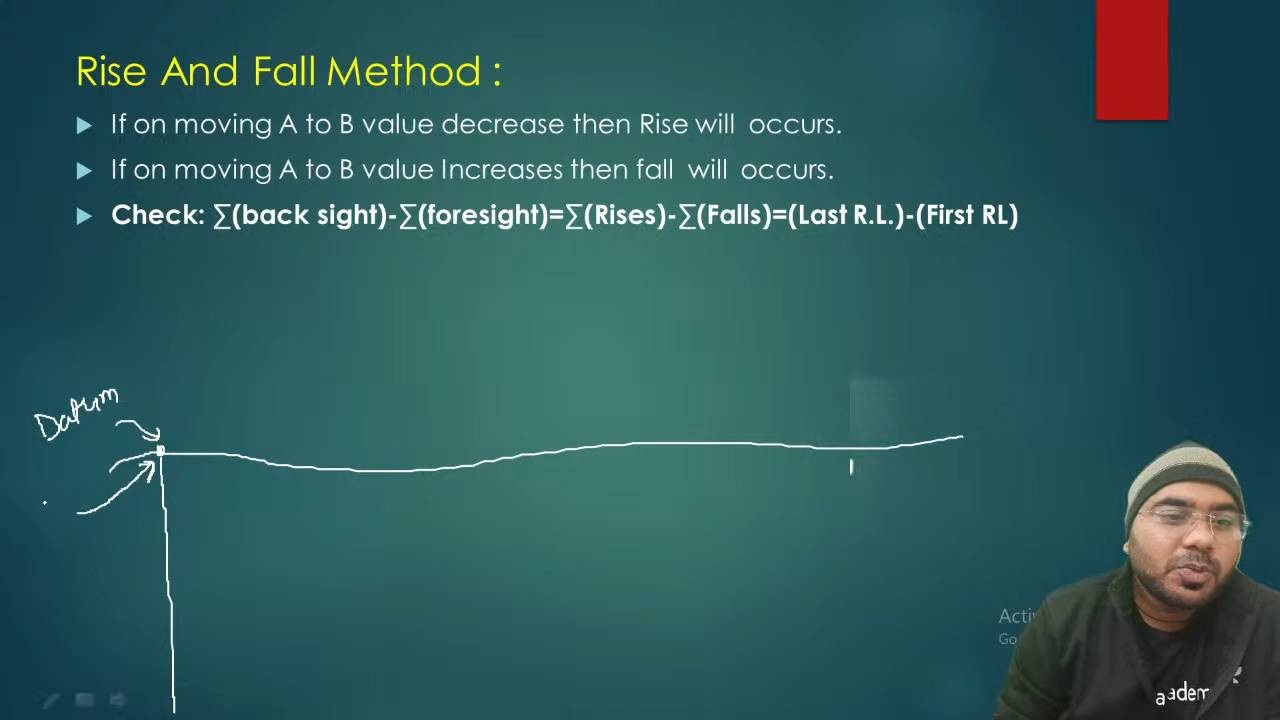 Rise And Fall Method :
If on moving A to B value decrease then Rise will occurs.
If on moving A to B value Increases then fall will occurs.
Check: ∑(back sight)-∑(foresight)=∑(Rises)-∑(Falls)=(Last R.L.)-(First RL)
Datum